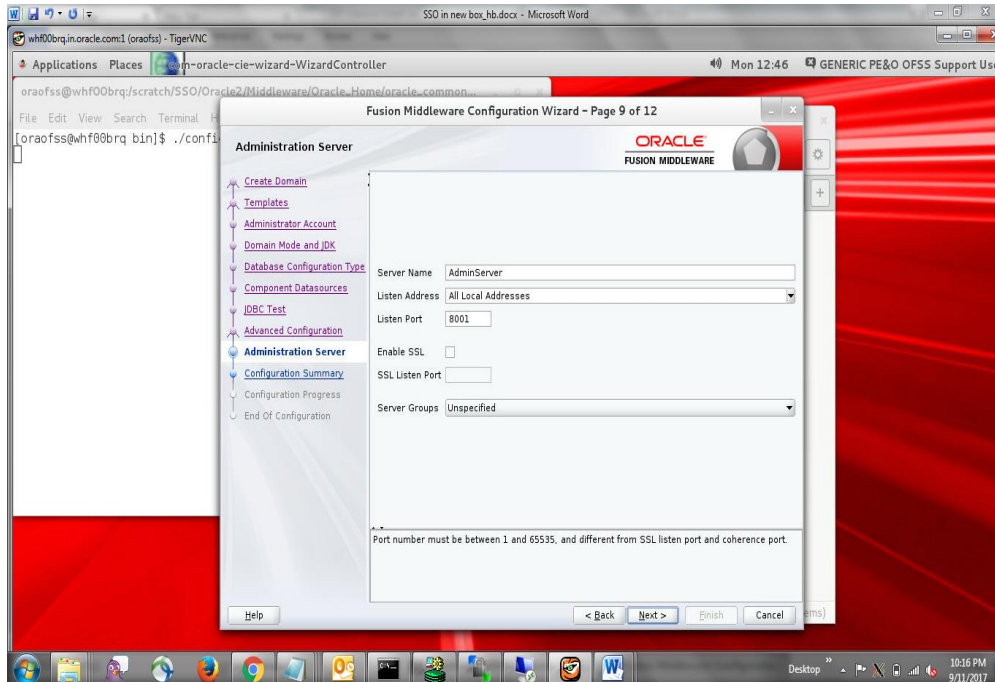 SSO in new box_hb.docx - Microsoft Word
whf00brq.in.oracle.com:1 (oraofss) - TigerVNC
Applications Places com-oracle-cie-wizard-WizardController Mon 12:46 GENERIC PE&O OFSS Support Us
oraofss@whf00brq:/scratch/SSO/Oracle2/Middleware/Oracle_Home/oracle_common...
File Edit View Search Terminal H
[oraofss@whf00brq bin]$ ./confi
Fusion Middleware Configuration Wizard - Page 9 of 12
Administration Server
ORACLE
FUSION MIDDLEWARE
Create Domain
Templates
Administrator Account
Domain Mode and JDK
Database Configuration Type
Component Datasources
JDBC Test
Advanced Configuration
Administration Server
Configuration Summary
Configuration Progress
End Of Configuration
Server Name AdminServer
Listen Address All Local Addresses
Listen Port 8001
Enable SSL
SSL Listen Port
Server Groups Unspecified
Port number must be between 1 and 65535, and different from SSL listen port and coherence port.
Help < Back Next > Finish Cancel
ems)
Desktop
10:16 PM
9/11/2017